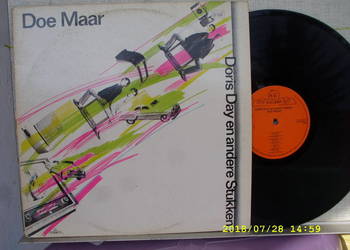 Doe Maar
Doris Day en andere Stukken
2018/07/28 14:59